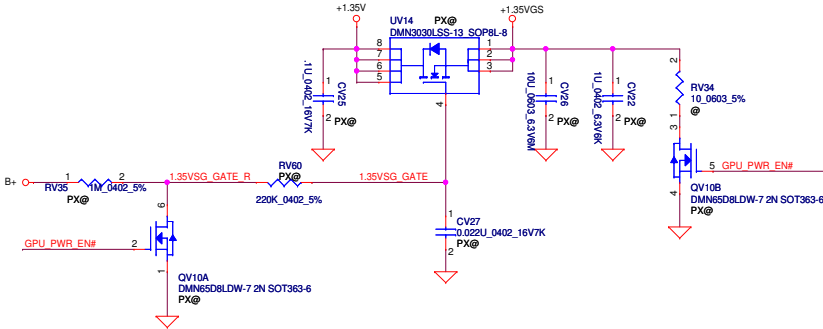 +1.35V
+1.35VGS
UV14
PX@
DMN3030LSS-13_SOP8L-8
8
7
6
5
1
2
3
4
1
CV25
.1U_0402_16V7K
2
PX@
1
CV26
10U_0603_6.3V6M
2
PX@
1
CV22
1U_0402_6.3V6K
2
PX@
2
RV34
10_0603_5%
@
1
3
5
GPU_PWR_EN#
QV10B
DMN65D8LDW-7 2N SOT363-6
PX@
4
B+
1
2
RV35
1M_0402_5%
PX@
1.35VSG_GATE_R
RV60
PX@
220K_0402_5%
1.35VSG_GATE
6
GPU_PWR_EN#
2
1
QV10A
DMN65D8LDW-7 2N SOT363-6
PX@
1
CV27
0.022U_0402_16V7K
PX@
2